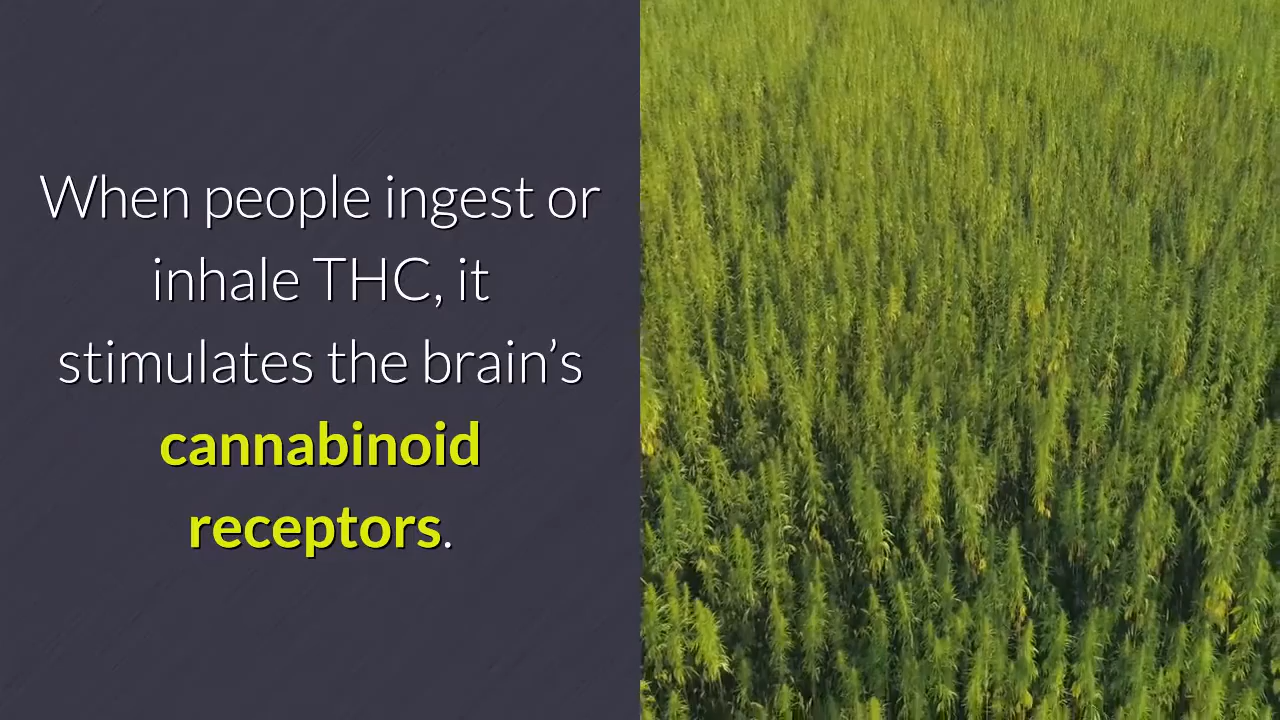 When people ingest or
inhale THC, it
stimulates the brain’s
cannabinoid
receptors.